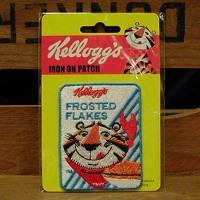 Kellogg's
IRON ON PATCH
Kellogg's
FROSTED
FLAKES